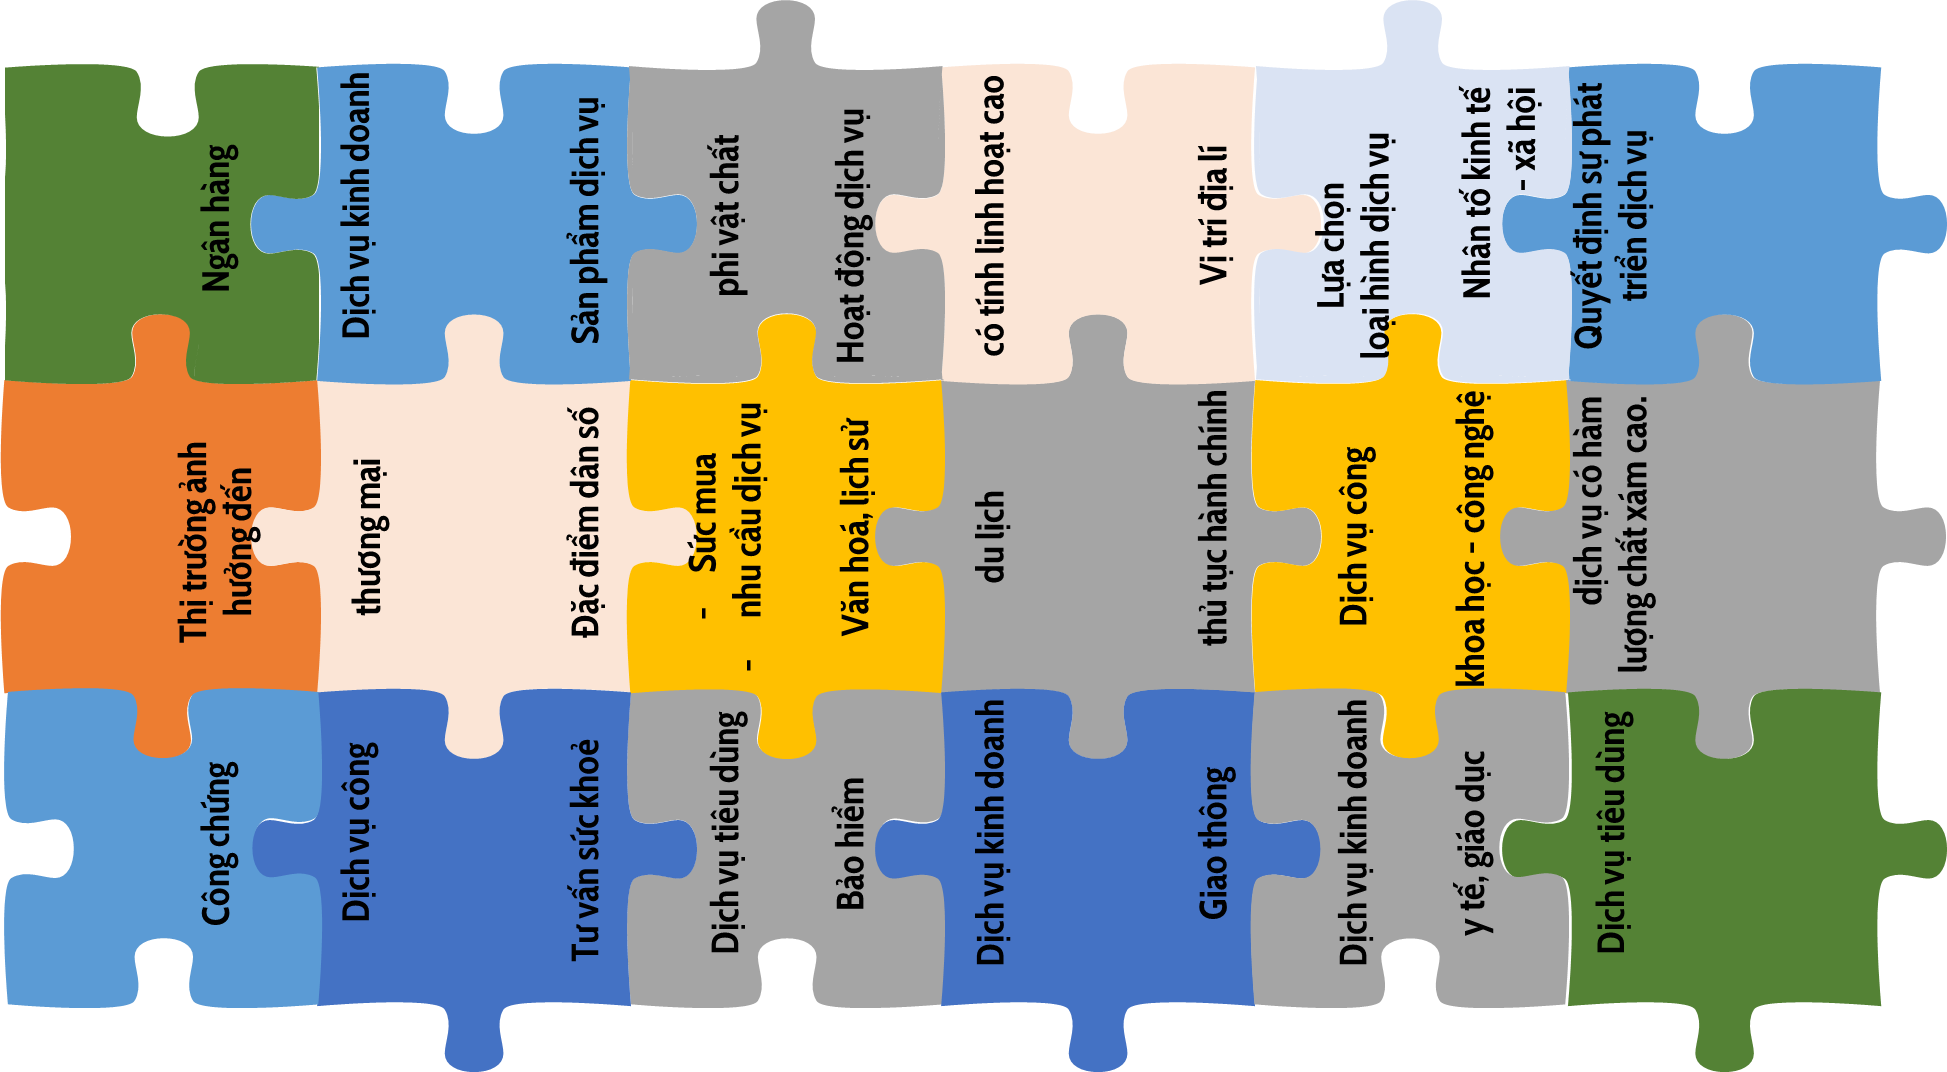 Ngân hàng
Dịch vụ kinh doanh
Sản phẩm dịch vụ
phi vật chất
Hoạt động dịch vụ
có tính linh hoạt cao
Vị trí địa lí
Lựa chọn
loại hình dịch vụ
Nhân tố kinh tế
- xã hội
Quyết định sự phát
triển dịch vụ
Thị trường ảnh
hưởng đến
thương mại
Đặc điểm dân số
- Sức mua
- nhu cầu dịch vụ
Văn hoá, lịch sử
du lịch
thủ tục hành chính
Dịch vụ công
khoa học - công nghệ
dịch vụ có hàm
lượng chất xám cao.
Công chứng
Dịch vụ công
Tư vấn sức khoẻ
Dịch vụ tiêu dùng
Bảo hiểm
Dịch vụ kinh doanh
Giao thông
Dịch vụ kinh doanh
y tế, giáo dục
Dịch vụ tiêu dùng